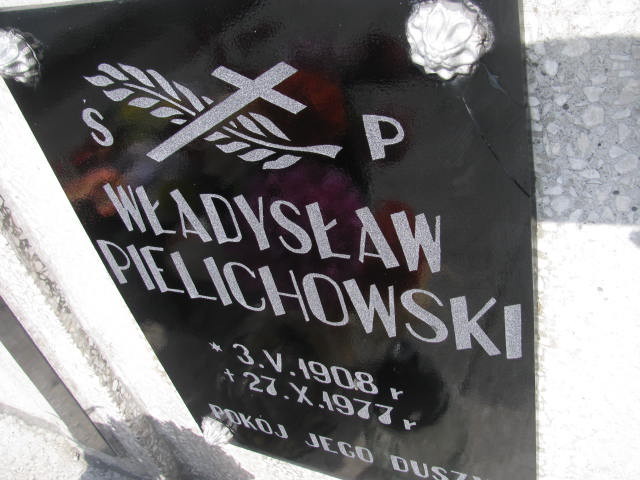 Ś P
WŁADYSŁAW
PIELICHOWSKI
* 3.V.1908 r
+ 27.X.1977 r
POKÓJ JEGO DUSZY